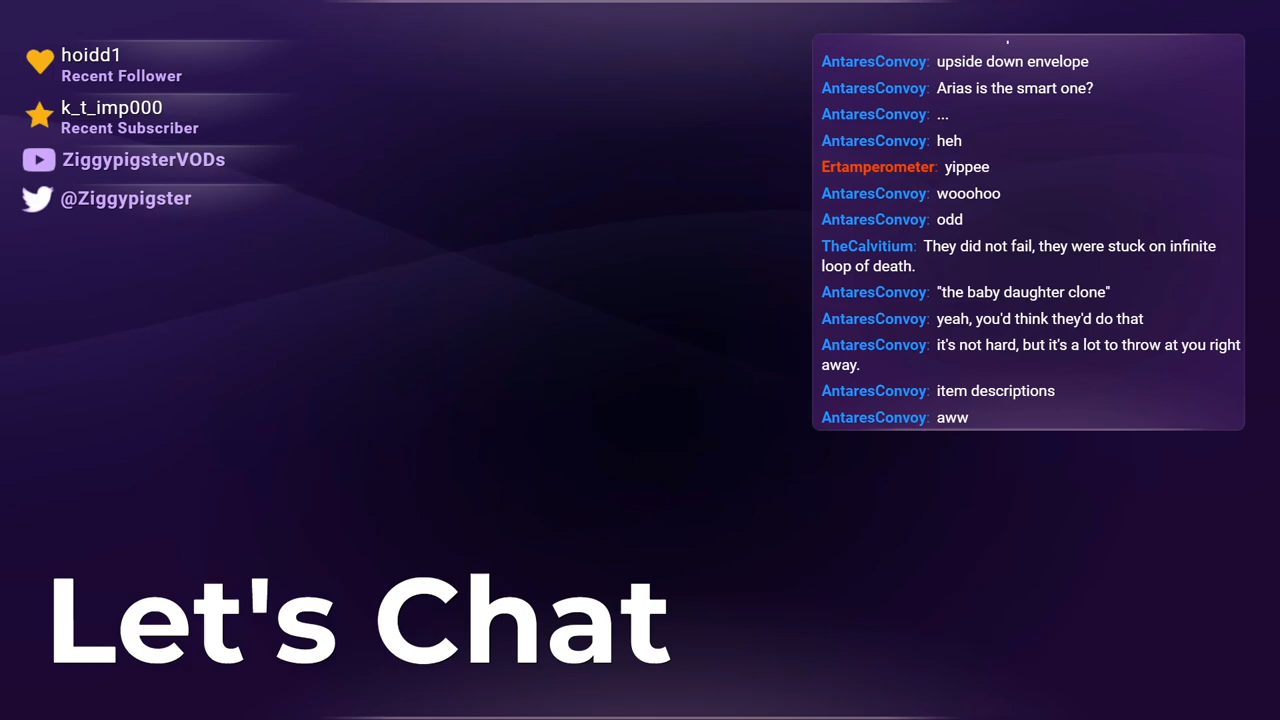 hoidd1
Recent Follower
k_t_imp000
Recent Subscriber
ZiggypigsterVODs
@Ziggypigster
AntaresConvoy: upside down envelope
AntaresConvoy: Arias is the smart one?
AntaresConvoy: ...
AntaresConvoy: heh
Ertamperometer: yippee
AntaresConvoy: wooohoo
AntaresConvoy: odd
TheCalvitium: They did not fail, they were stuck on infinite
loop of death.
AntaresConvoy: "the baby daughter clone"
AntaresConvoy: yeah, you'd think they'd do that
AntaresConvoy: it's not hard, but it's a lot to throw at you right
away.
AntaresConvoy: item descriptions
AntaresConvoy: aww
Let's Chat